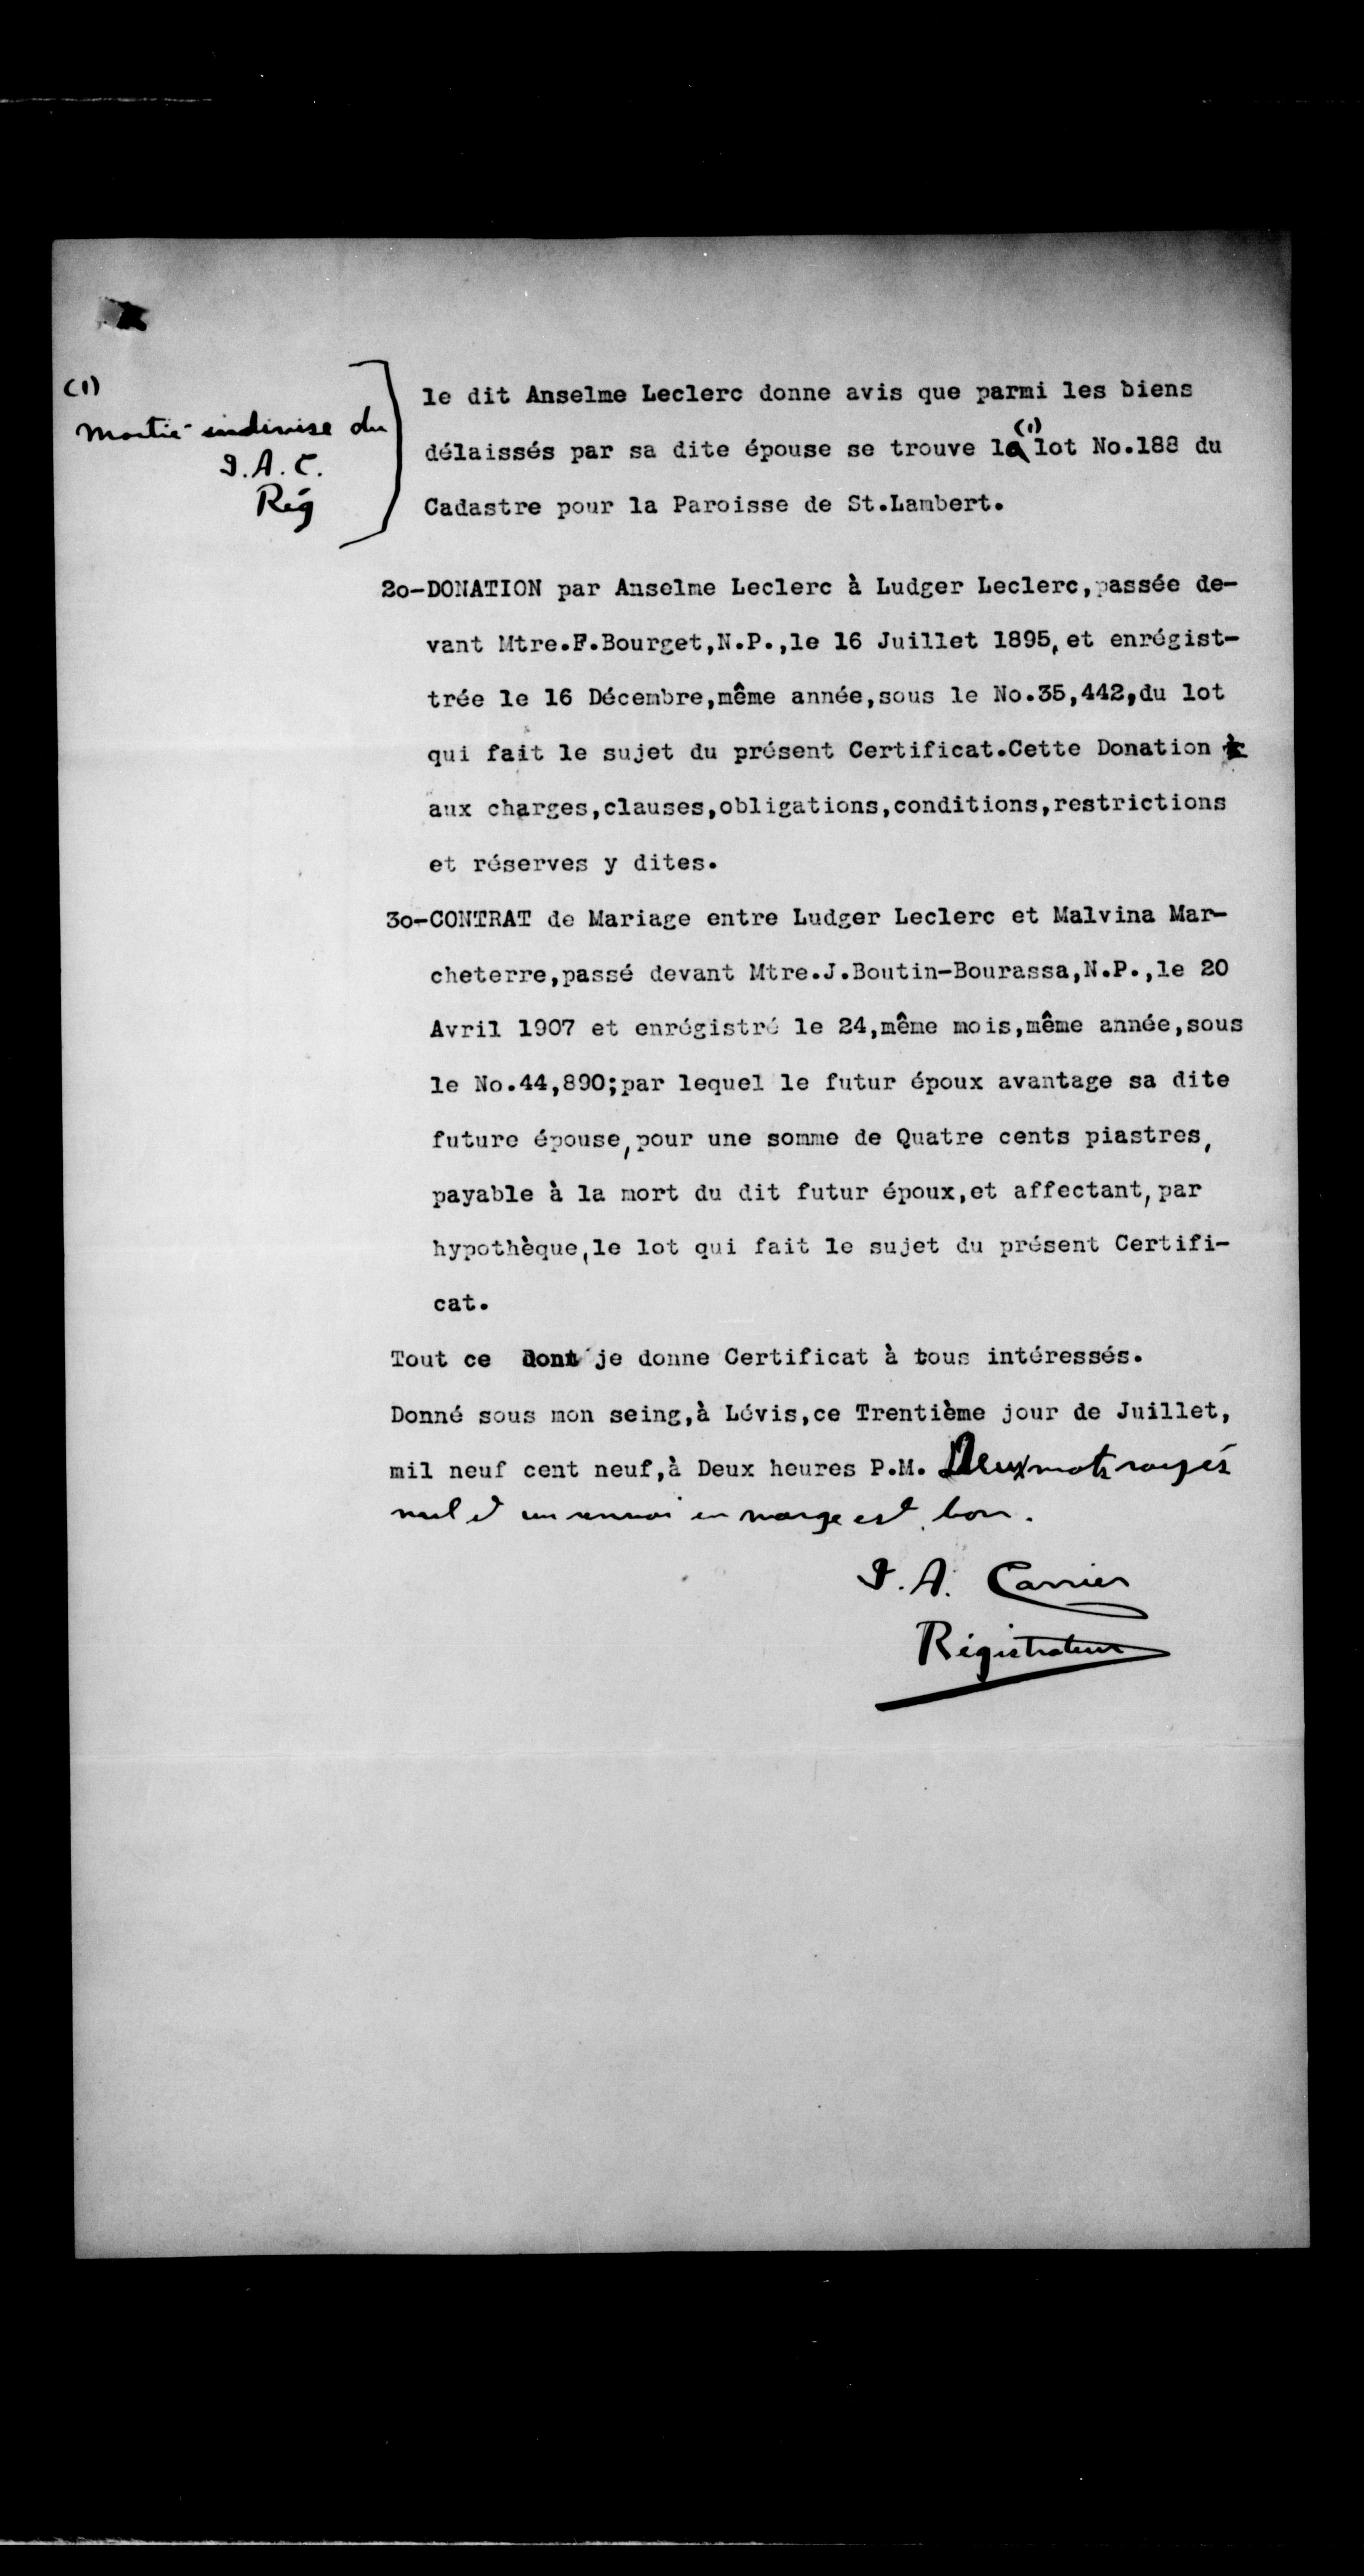 (1)
Moitié indivise du
J.A.C.
Rég
le dit Anselme Leclerc donne avis que parmi les biens
(1)
délaissés par sa dite épouse se trouve la lot No.188 du
Cadastre pour la Paroisse de St.Lambert.
2o-DONATION par Anselme Leclerc à Ludger Leclerc,passée de-
vant Mtre.F.Bourget,N.P.,le 16 Juillet 1895,et enrégist-
trée le 16 Décembre,même année,sous le No.35,442,du lot
qui fait le sujet du présent Certificat.Cette Donation
aux charges,clauses,obligations,conditions,restrictions
et réserves y dites.
3o-CONTRAT de Mariage entre Ludger Leclerc et Malvina Mar-
cheterre,passé devant Mtre.J.Boutin-Bourassa,N.P.,le 20
Avril 1907 et enrégistré le 24,même mois,même année,sous
le No.44,890;par lequel le futur époux avantage sa dite
future épouse,pour une somme de Quatre cents piastres,
payable à la mort du dit futur époux,et affectant,par
hypothèque,le lot qui fait le sujet du présent Certifi-
cat.
Tout ce dont je donne Certificat à tous intéressés.
Donné sous mon seing,à Lévis,ce Trentième jour de Juillet,
mil neuf cent neuf,à Deux heures P.M. Deux mots rayés
nul et un renvoi en marge est bon.
J.A. Carrier
Régistrateur